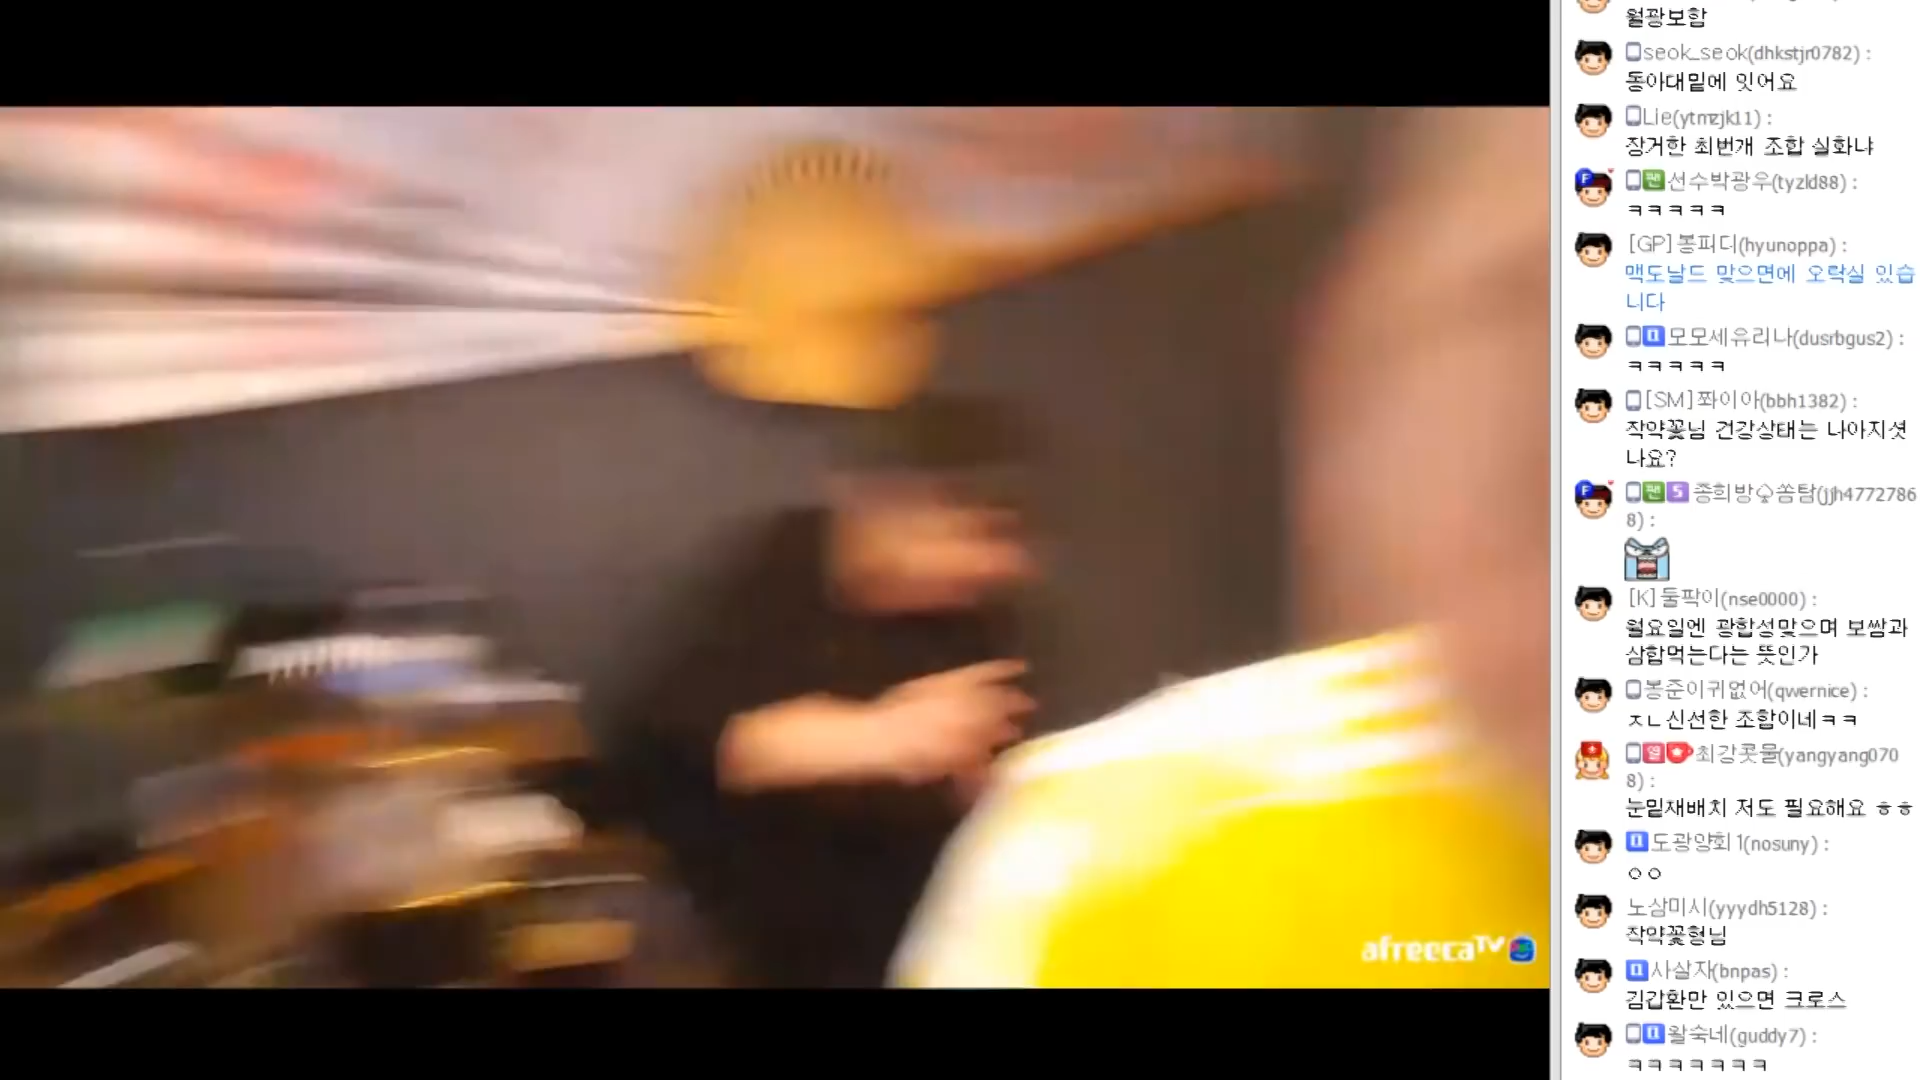 월광보함
seok_seok(dhkstjr0782) :
동아대밑에 잇어요
Lie(ytmzjk11) :
장거한 최번개 조합 실화냐
팬 선수박광우(tyzld88) :
ㅋㅋㅋㅋㅋ
[GP]봉피디(hyunoppa) :
맥도날드 맞으면에 오락실 있습
니다
모모세유리나(dusrbgus2) :
ㅋㅋㅋㅋㅋ
[SM]쫘이아(bbh1382) :
작약꽃님 건강상태는 나아지셧
나요?
팬 5 종희방♤쏨탐(jjh4772786
8) :
[K]둘팍이(nse0000) :
월요일엔 광합성맞으며 보쌈과
삼합먹는다는 뜻인가
봉준이귀없어(qwernice) :
ㅈㄴ신선한 조합이네ㅋㅋ
열 최강콧물(yangyang070
8) :
눈밑재배치 저도 필요해요 ㅎㅎ
도광양회1(nosuny) :
ㅇㅇ
노삼미시(yyydh5128) :
작약꽃형님
사살자(bnpas) :
김갑환만 있으면 크로스
왈숙네(guddy7) :
ㅋㅋㅋㅋㅋㅋㅋ
afreecaTV